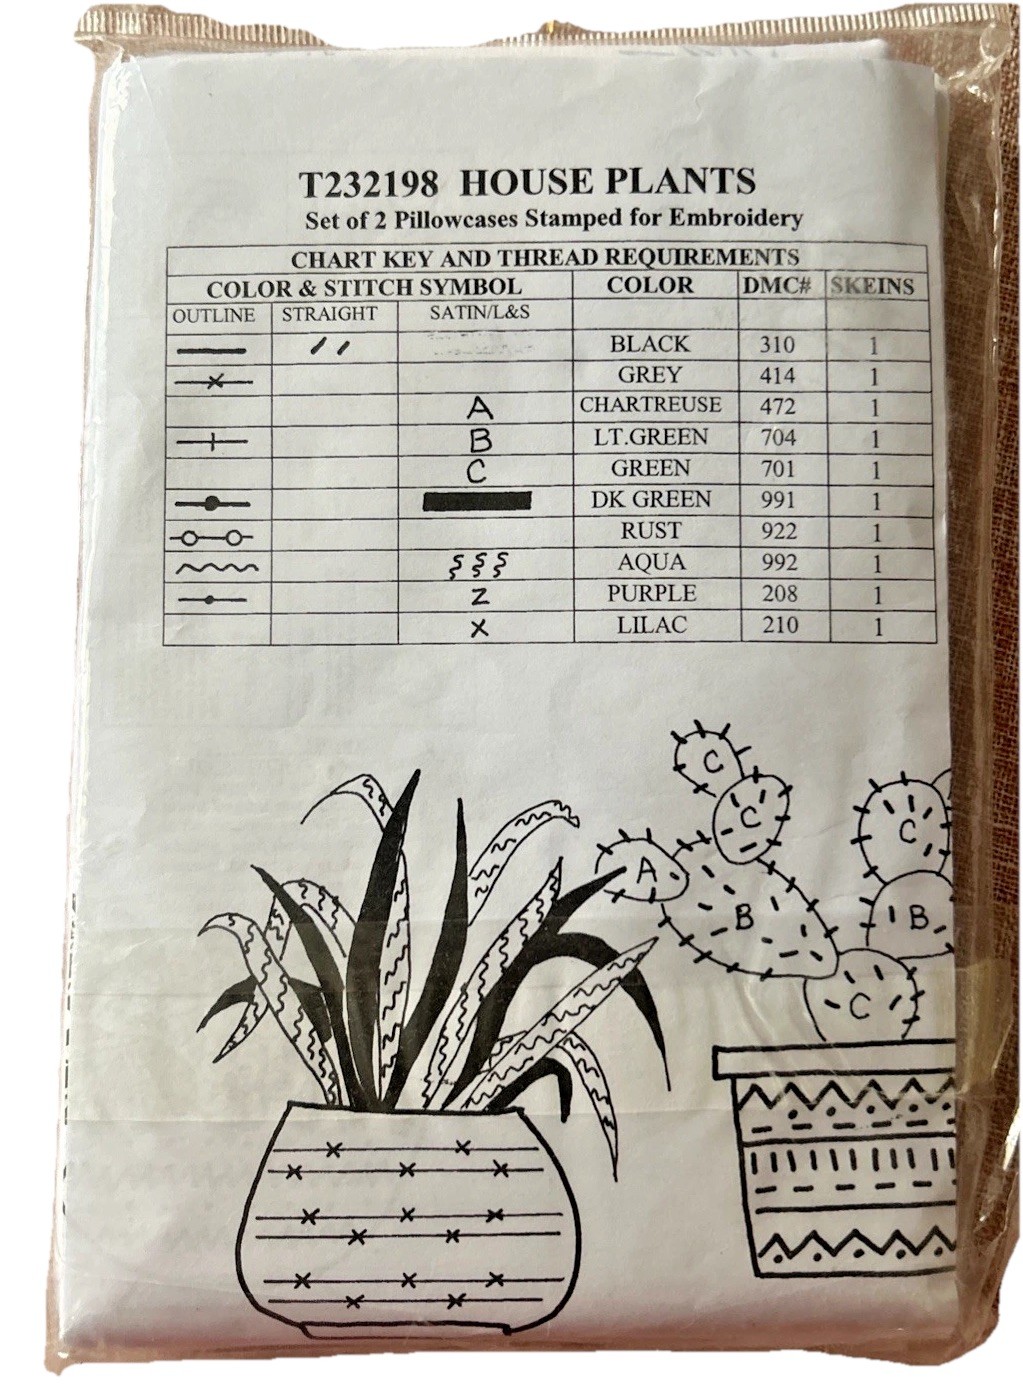 T232198 HOUSE PLANTS
Set of 2 Pillowcases Stamped for Embroidery
CHART KEY AND THREAD REQUIREMENTS
COLOR & STITCH SYMBOL COLOR DMC# SKEINS
OUTLINE STRAIGHT SATIN/L&S
BLACK 310 1
GREY 414 1
A CHARTREUSE 472 1
B LT.GREEN 704 1
C GREEN 701 1
DK GREEN 991 1
RUST 922 1
AQUA 992 1
Z PURPLE 208 1
X LILAC 210 1
C
C
C
A
B
B
C